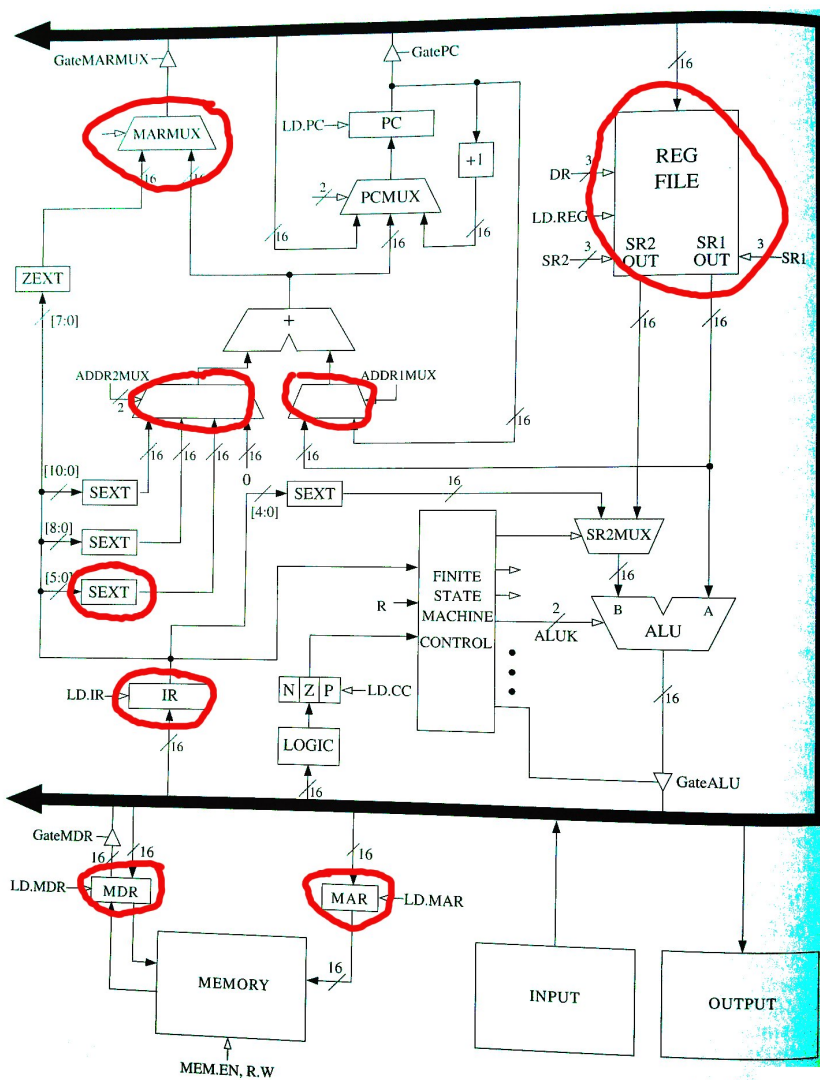 GateMARMUX
GatePC
16
MARMUX
LD.PC
PC
REG
FILE
3
DR
LD.REG
+1
16
16
2
PCMUX
16
16
16
SR2
3
SR2
OUT
SR1
OUT
3
SR1
ZEXT
[7:0]
+
16
16
ADDR2MUX
2
ADDR1MUX
16
16
16
16
16
16
0
[10:0]
SEXT
[4:0]
SEXT
16
[8:0]
SEXT
SR2MUX
[5:0]
SEXT
16
FINITE
STATE
MACHINE
CONTROL
R
2
ALUK
B
A
ALU
LD.IR
IR
N Z P
LD.CC
16
16
LOGIC
16
GateALU
GateMDR
16
16
16
LD.MDR
MDR
MAR
LD.MAR
16
MEMORY
INPUT
OUTPUT
MEM.EN, R.W